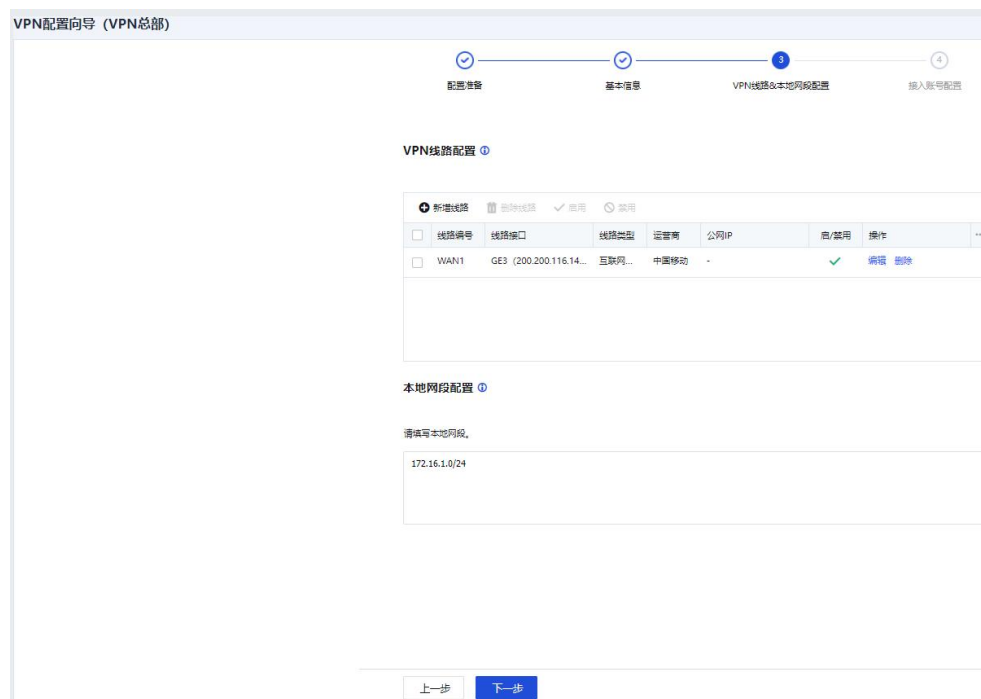 VPN配置向导（VPN总部）
3 4
配置准备 基本信息 VPN线路&本地网段配置 接入账号配置
VPN线路配置
新增线路 删除线路 启用 禁用
线路编号 线路接口 线路类型 运营商 公网IP 启/禁用 操作
WAN1 GE3（200.200.116.14... 互联网... 中国移动 - 编辑 删除
本地网段配置
请填写本地网段。
172.16.1.0/24
上一步 下一步